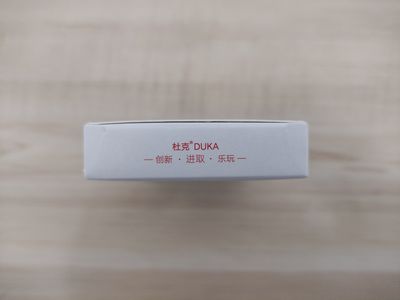 杜克®DUKA
— 创新 · 进取 · 乐玩 —